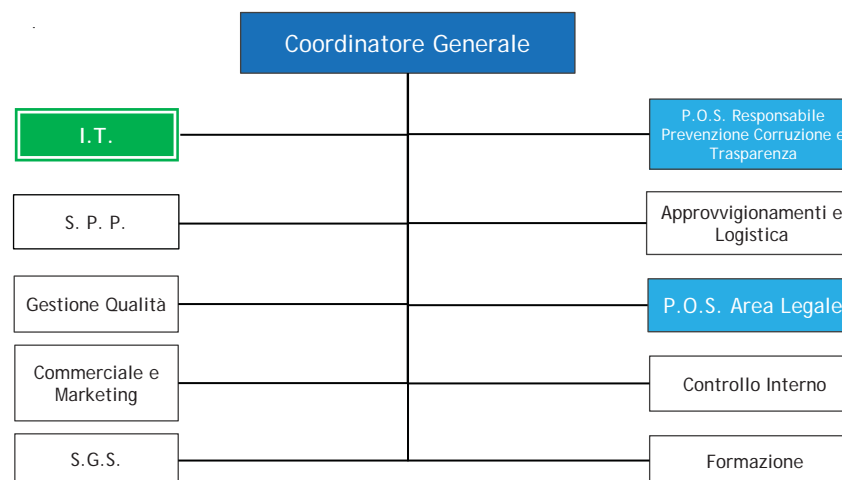 Coordinatore Generale
I.T.
P.O.S. Responsabile
Prevenzione Corruzione e
Trasparenza
S. P. P.
Approvvigionamenti e
Logistica
Gestione Qualità
P.O.S. Area Legale
Commerciale e
Marketing
Controllo Interno
S.G.S.
Formazione